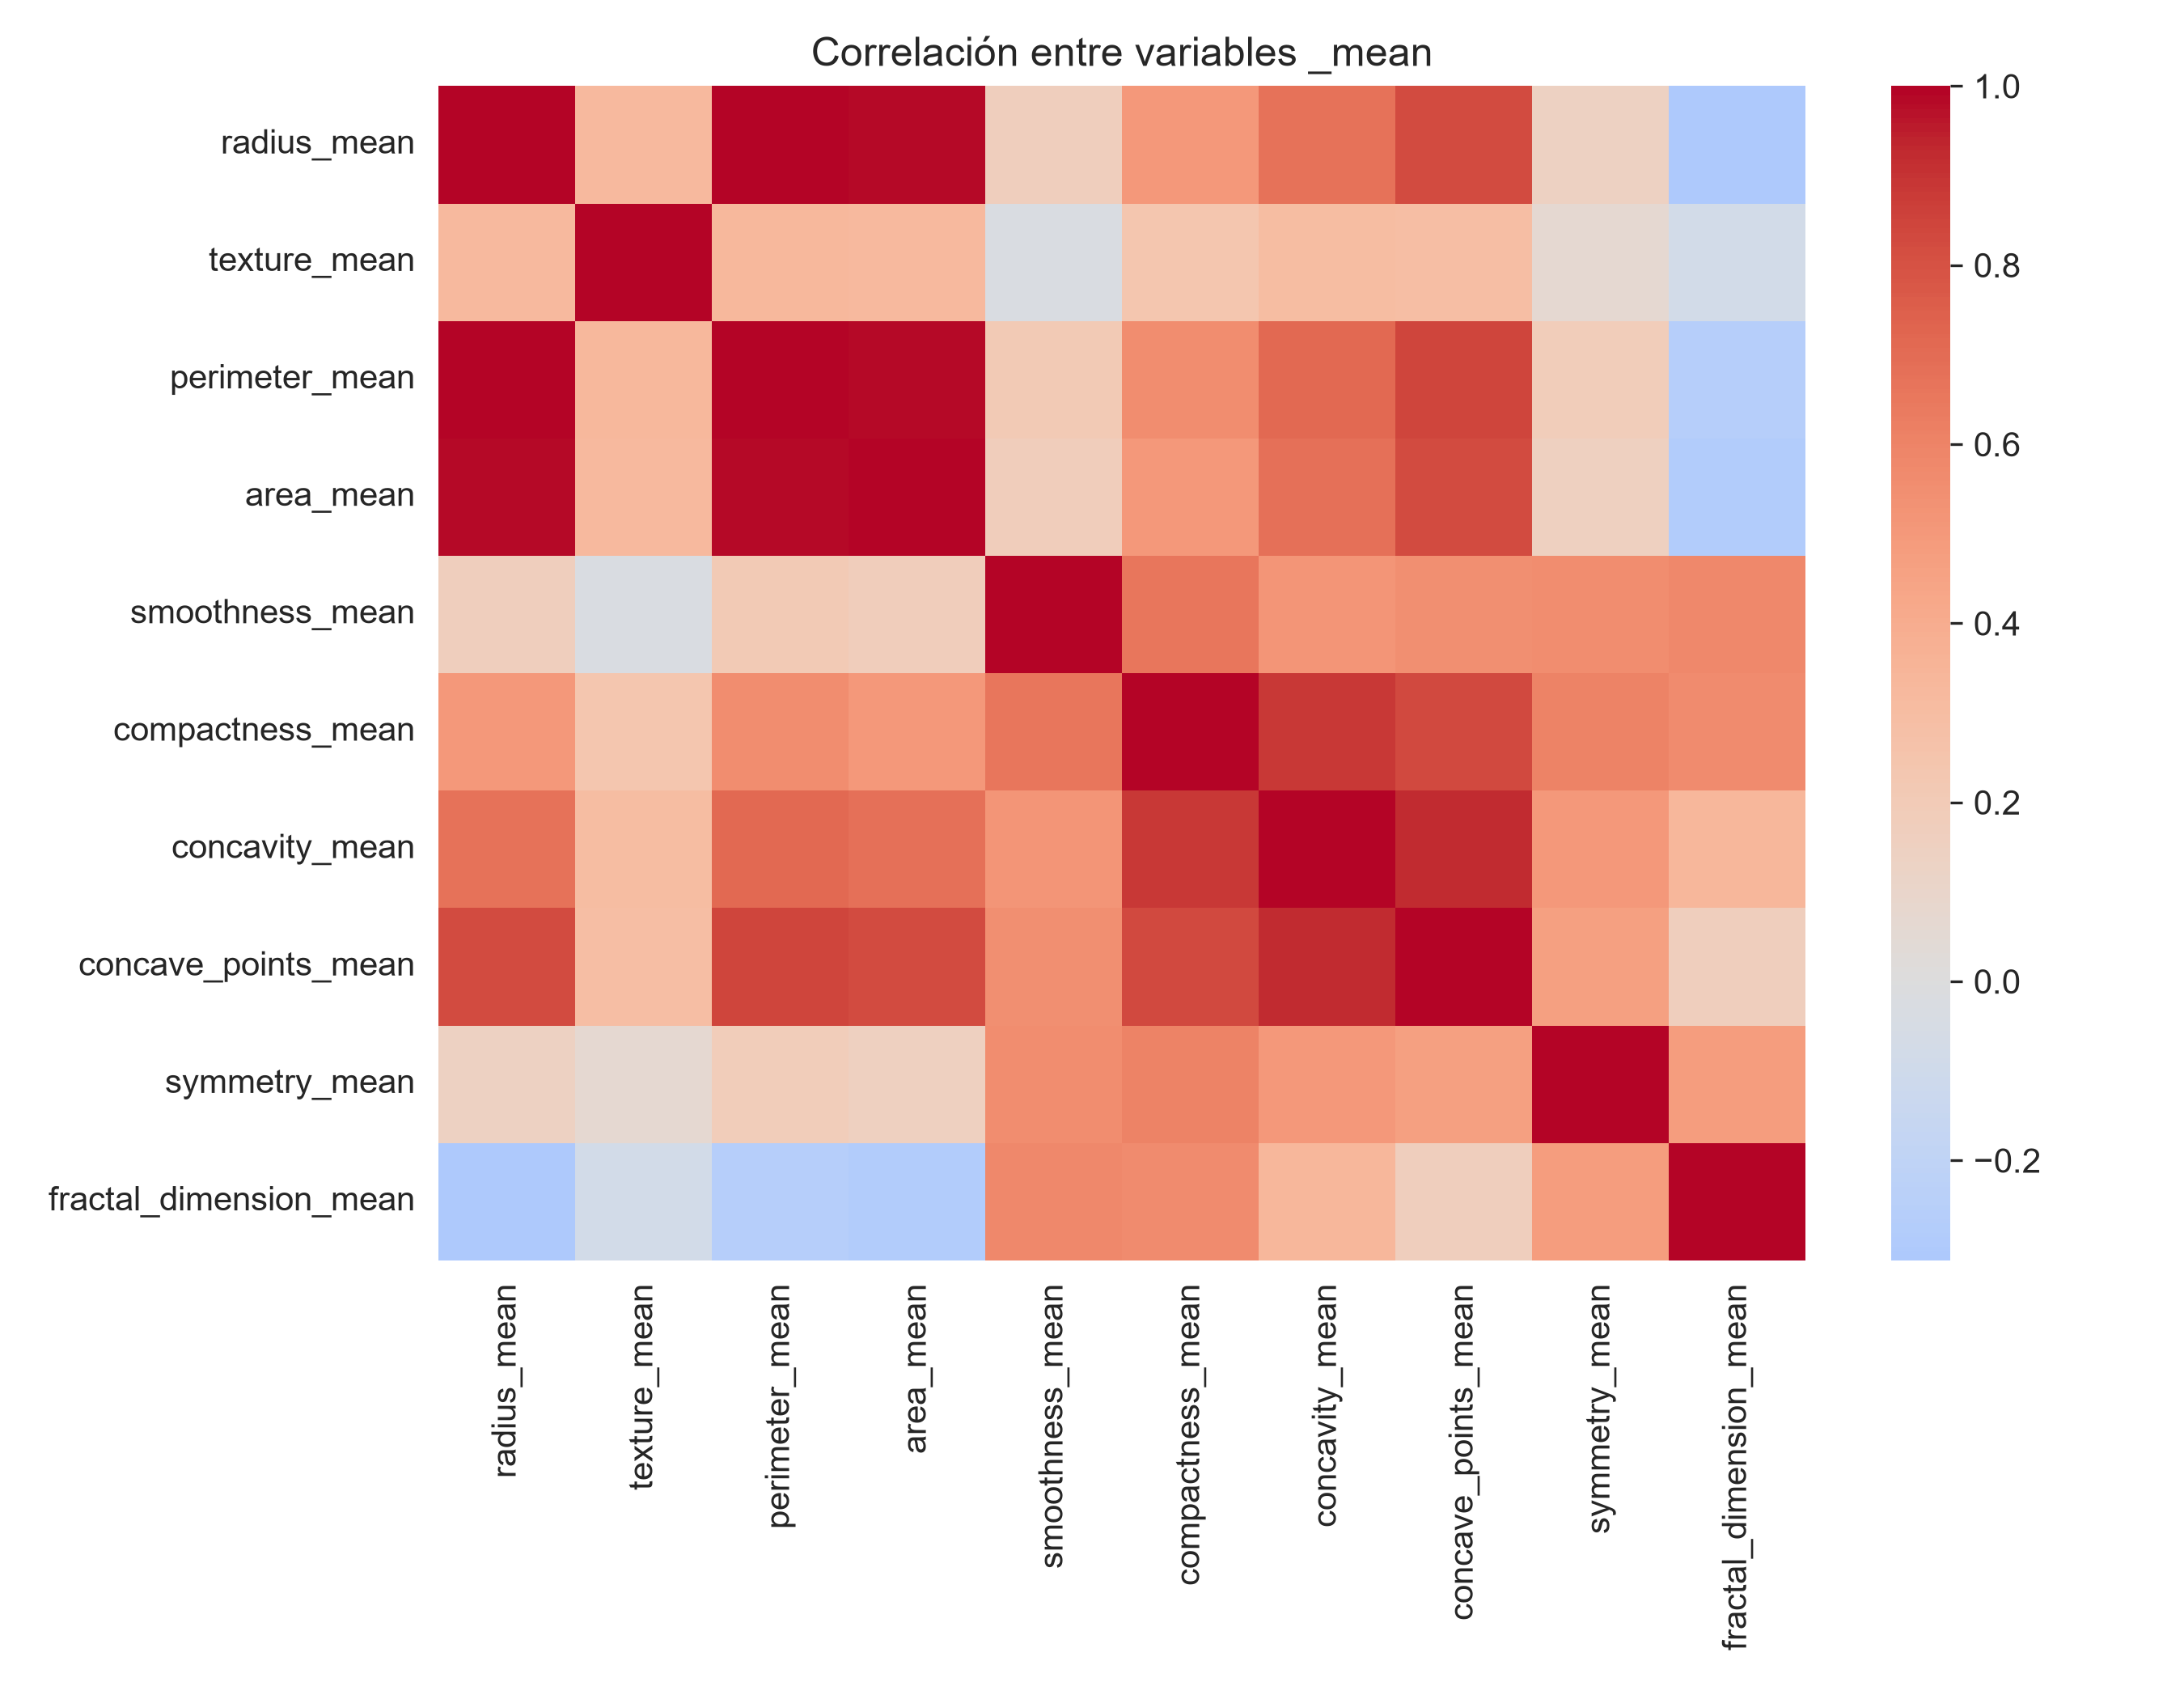 Correlación entre variables _mean
radius_mean
texture_mean
perimeter_mean
area_mean
smoothness_mean
compactness_mean
concavity_mean
concave_points_mean
symmetry_mean
fractal_dimension_mean
radius_mean
texture_mean
perimeter_mean
area_mean
smoothness_mean
compactness_mean
concavity_mean
concave_points_mean
symmetry_mean
fractal_dimension_mean
1.0
0.8
0.6
0.4
0.2
0.0
−0.2